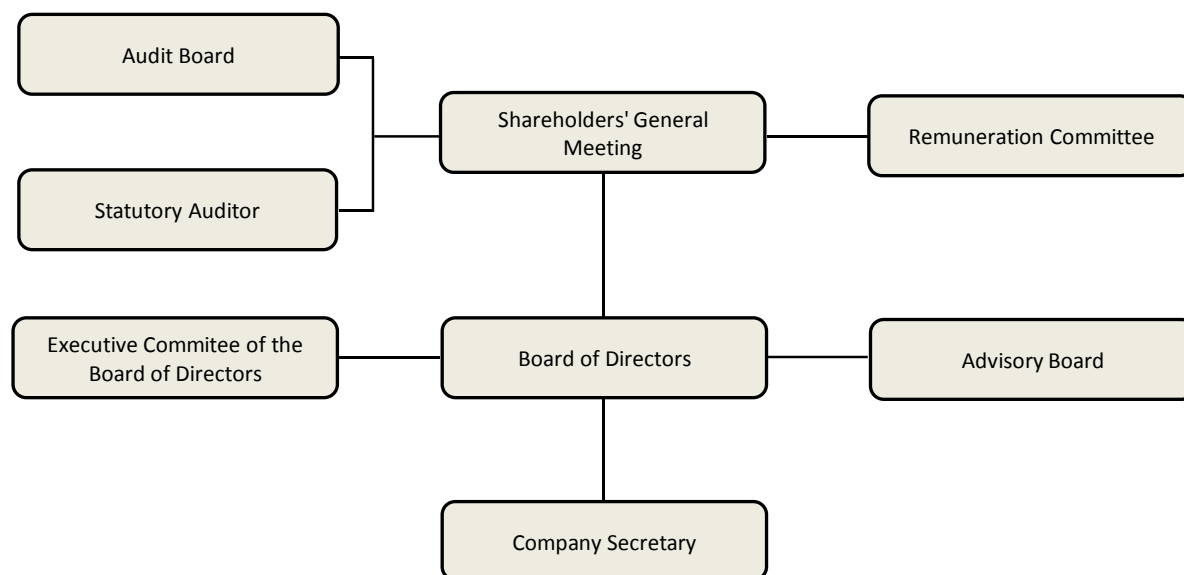 Audit Board
Shareholders' General
Meeting
Remuneration Committee
Statutory Auditor
Executive Commitee of the
Board of Directors
Board of Directors
Advisory Board
Company Secretary